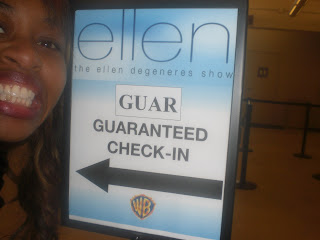 ellen
the ellen degeneres show
GUAR
GUARANTEED
CHECK-IN
WB